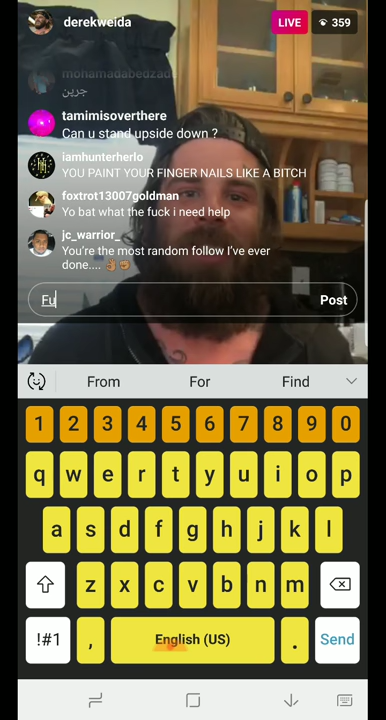 derekweida
LIVE
359
mohamadabedzade
جرين
tamimisoverthere
Can u stand upside down ?
iamhunterherlo
YOU PAINT YOUR FINGER NAILS LIKE A BITCH
foxtrot13007goldman
Yo bat what the fuck i need help
jc_warrior_
You're the most random follow I've ever
done.... ✌🏽✊🏽
Fu
Post
From For Find
1 2 3 4 5 6 7 8 9 0
q w e r t y u i o p
a s d f g h j k l
z x c v b n m
!#1 , English (US) . Send